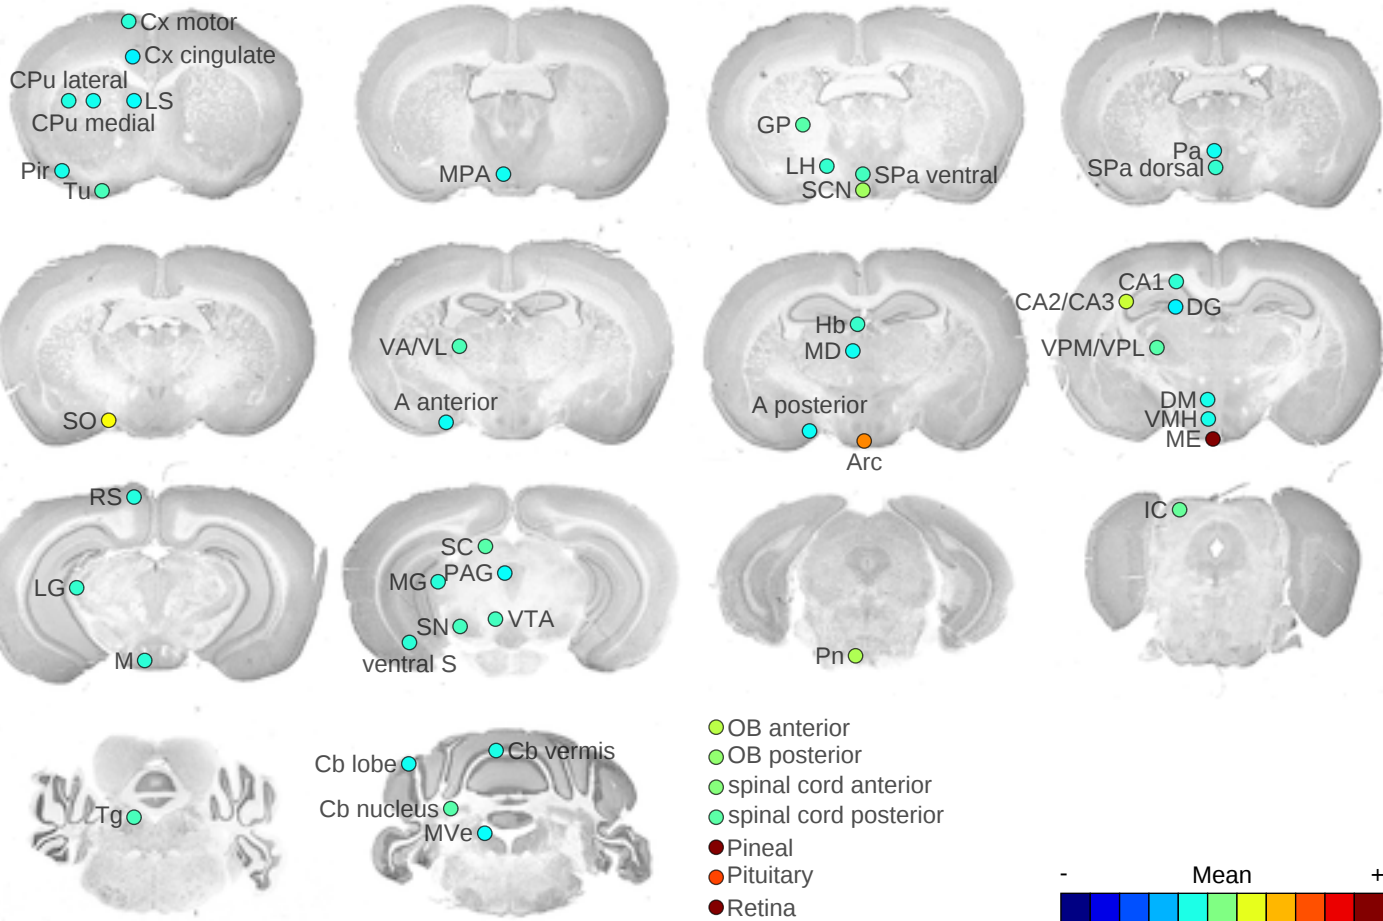 Cx motor
Cx cingulate
CPu lateral
LS
CPu medial
Pir
Tu
MPA
GP
LH
SPa ventral
SCN
Pa
SPa dorsal
SO
VA/VL
A anterior
Hb
MD
A posterior
Arc
CA1
CA2/CA3
DG
VPM/VPL
DM
VMH
ME
RS
LG
M
SC
PAG
MG
VTA
SN
ventral S
Pn
IC
Tg
Cb vermis
Cb lobe
Cb nucleus
MVe
OB anterior
OB posterior
spinal cord anterior
spinal cord posterior
Pineal
Pituitary
Retina
- Mean +